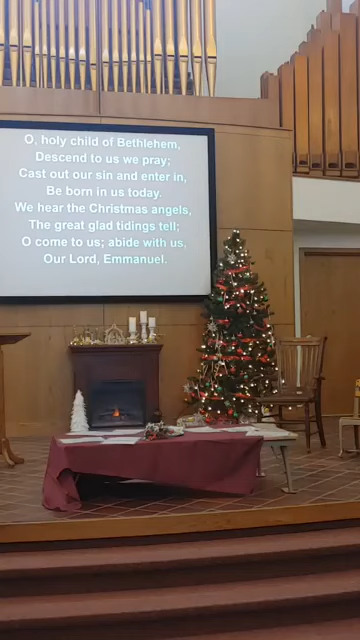 O, holy child of Bethlehem,
Descend to us we pray;
Cast out our sin and enter in,
Be born in us today.
We hear the Christmas angels,
The great glad tidings tell;
O come to us; abide with us,
Our Lord, Emmanuel.